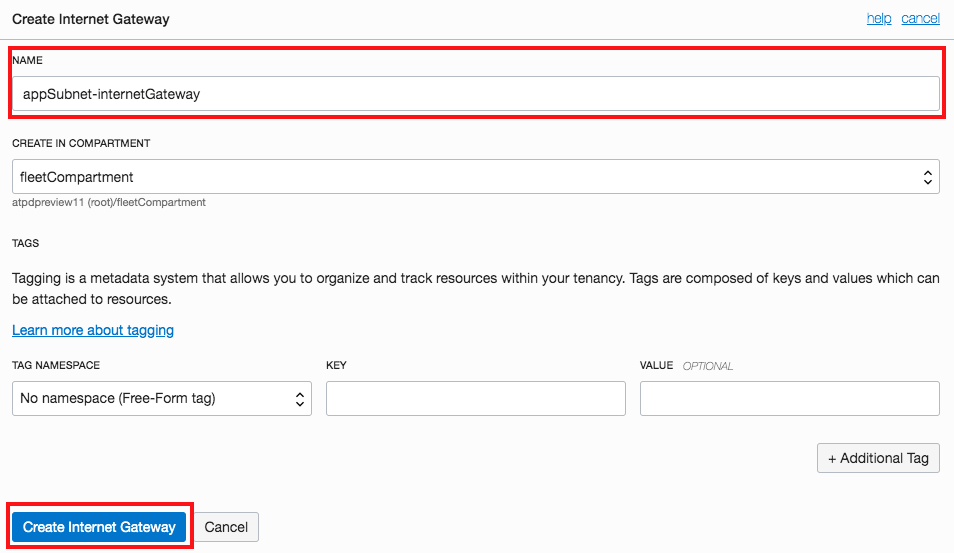 Create Internet Gateway help cancel
NAME
appSubnet-internetGateway
CREATE IN COMPARTMENT
fleetCompartment
atpdpreview11 (root)/fleetCompartment
TAGS
Tagging is a metadata system that allows you to organize and track resources within your tenancy. Tags are composed of keys and values which can
be attached to resources.
Learn more about tagging
TAG NAMESPACE KEY VALUE OPTIONAL
No namespace (Free-Form tag)
+ Additional Tag
Create Internet Gateway Cancel